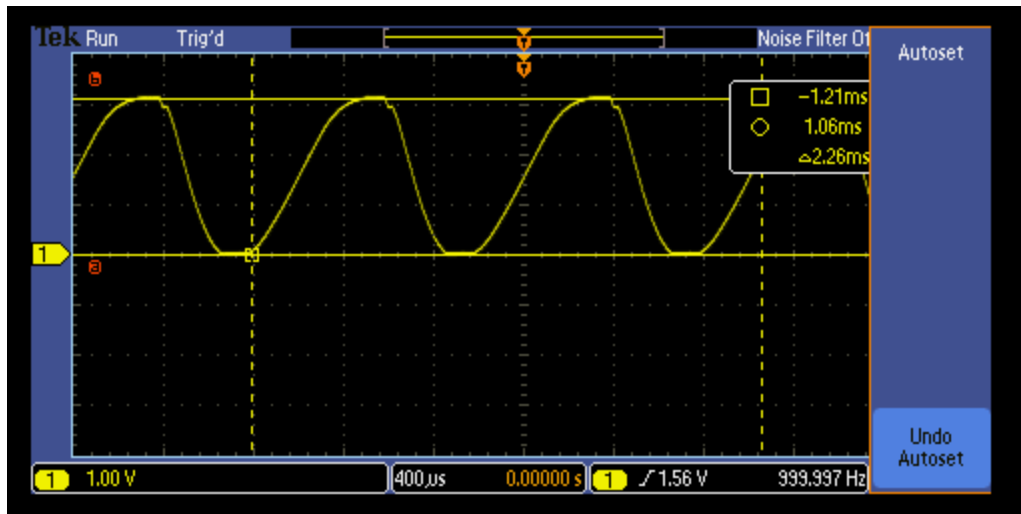 Tek Run Trig'd Noise Filter Of
T
T
b
-1.21ms
1.06ms
△2.26ms
1
a
1 1.00 V 400µs 0.00000 s 1 1.56 V 999.997 Hz
Autoset
Undo
Autoset